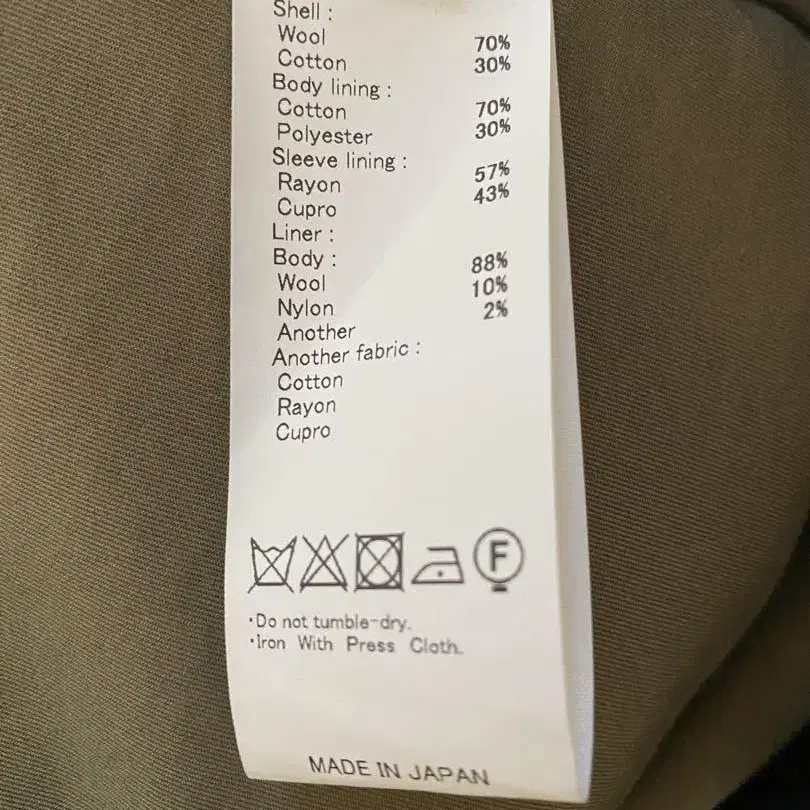 Shell :
Wool 70%
Cotton 30%
Body lining :
Cotton 70%
Polyester 30%
Sleeve lining :
Rayon 57%
Cupro 43%
Liner :
Body :
Wool 88%
Nylon 10%
Another 2%
Another fabric :
Cotton
Rayon
Cupro
F
·Do not tumble-dry.
·Iron With Press Cloth.
MADE IN JAPAN